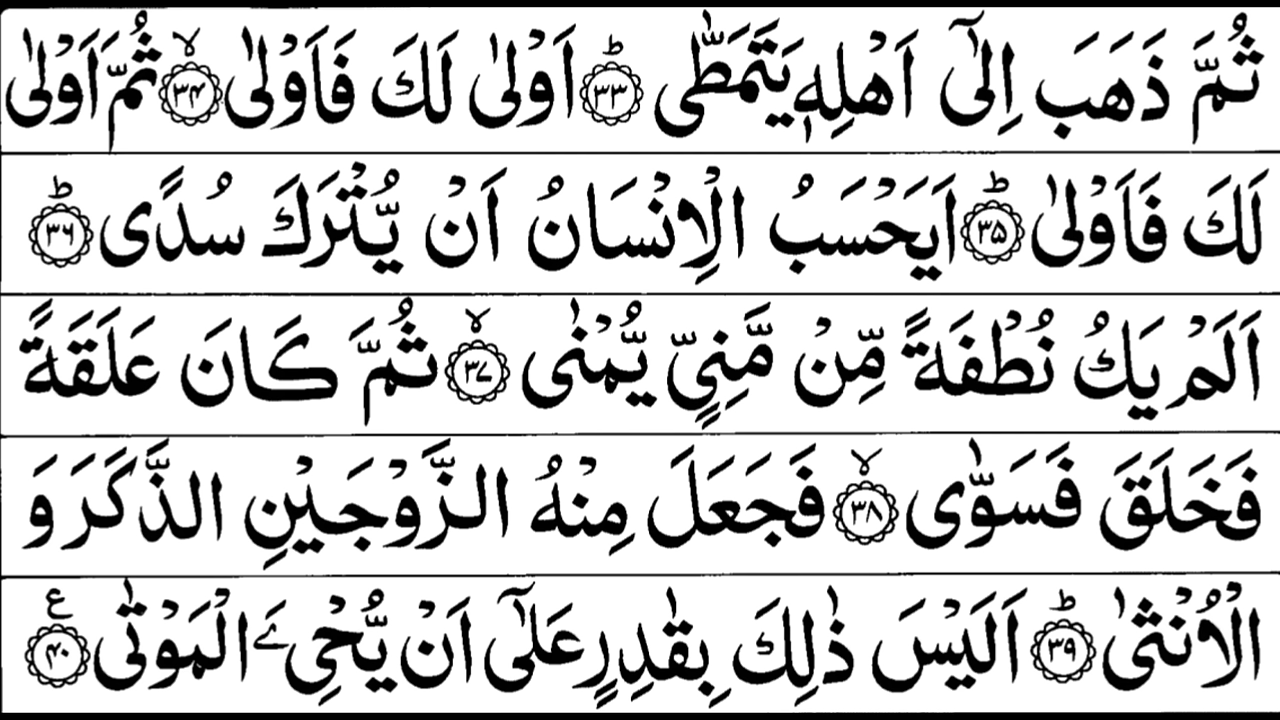 ثُمَّ ذَهَبَ اِلٰۤى اَهْلِهٖ يَتَمَطّٰى ؕ‏﴿۳۳﴾ اَوْلٰى لَكَ فَاَوْلٰى ۙ‏﴿۳۴﴾ ثُمَّ اَوْلٰى
لَكَ فَاَوْلٰى ؕ‏﴿۳۵﴾ اَيَحْسَبُ الْاِنْسَانُ اَنْ يُّتْرَكَ سُدًى ؕ‏﴿۳۶﴾
اَلَمْ يَكُ نُطْفَةً مِّنْ مَّنِىٍّ يُّمْنٰى ۙ‏﴿۳۷﴾ ثُمَّ كَانَ عَلَقَةً
فَخَلَقَ فَسَوّٰى ۙ‏﴿۳۸﴾ فَجَعَلَ مِنْهُ الزَّوْجَيْنِ الذَّكَرَ وَ
الْاُنْثٰى ؕ‏﴿۳۹﴾ اَلَيْسَ ذٰلِكَ بِقٰدِرٍ عَلٰۤى اَنْ يُّحْیِۦَ الْمَوْتٰى ﴿۴۰﴾ ع